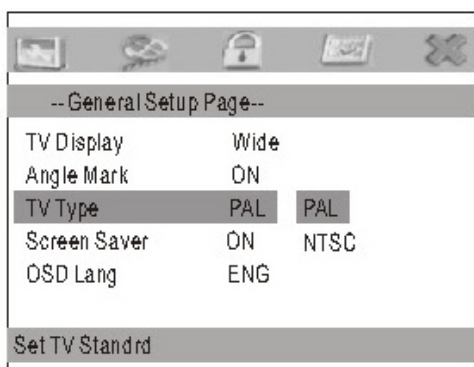 --General Setup Page--
TV Display Wide
Angle Mark ON
TV Type PAL PAL
Screen Saver ON NTSC
OSD Lang ENG
Set TV Standrd